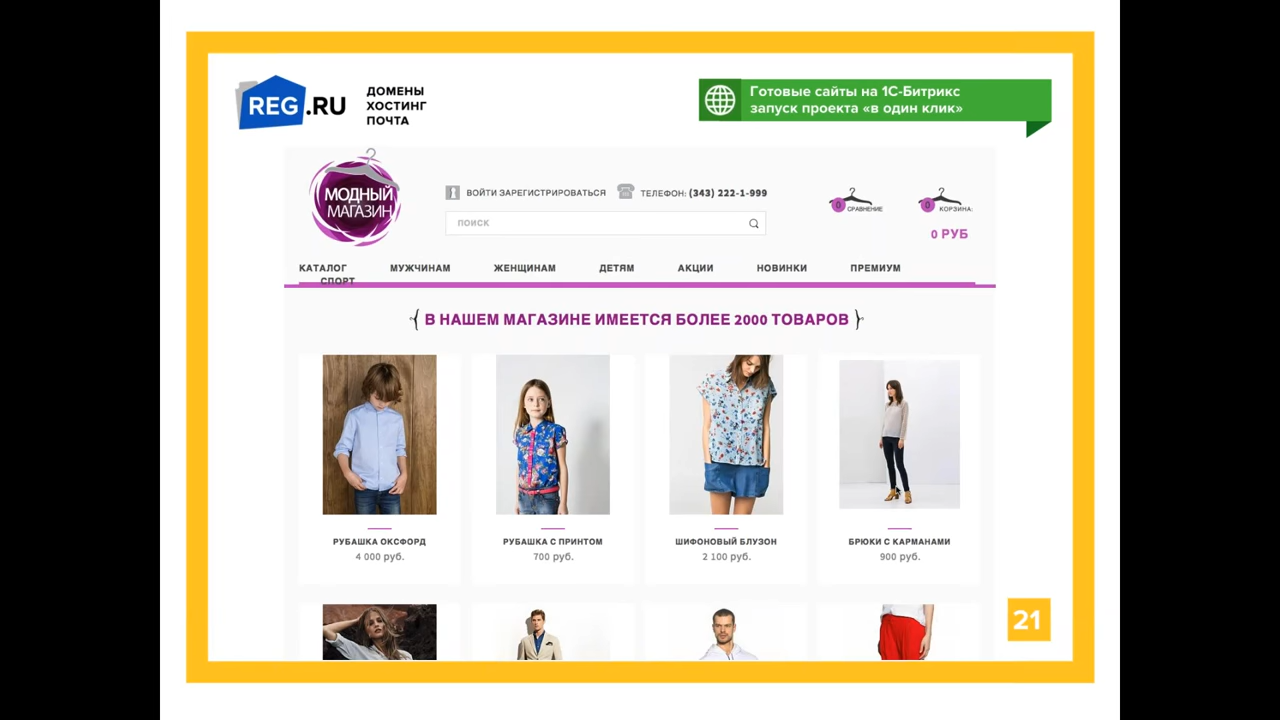 REG.RU
ДОМЕНЫ
ХОСТИНГ
ПОЧТА
Готовые сайты на 1С-Битрикс
запуск проекта «в один клик»
МОДНЫЙ
МАГАЗИН
ВОЙТИ ЗАРЕГИСТРИРОВАТЬСЯ
ТЕЛЕФОН: (343) 222-1-999
ПОИСК
0 СРАВНЕНИЕ
0 КОРЗИНА:
0 РУБ
КАТАЛОГ МУЖЧИНАМ ЖЕНЩИНАМ ДЕТЯМ АКЦИИ НОВИНКИ ПРЕМИУМ
СПОРТ
В НАШЕМ МАГАЗИНЕ ИМЕЕТСЯ БОЛЕЕ 2000 ТОВАРОВ
РУБАШКА ОКСФОРД
4 000 руб.
РУБАШКА С ПРИНТОМ
700 руб.
ШИФОНОВЫЙ БЛУЗОН
2 100 руб.
БРЮКИ С КАРМАНАМИ
900 руб.
21